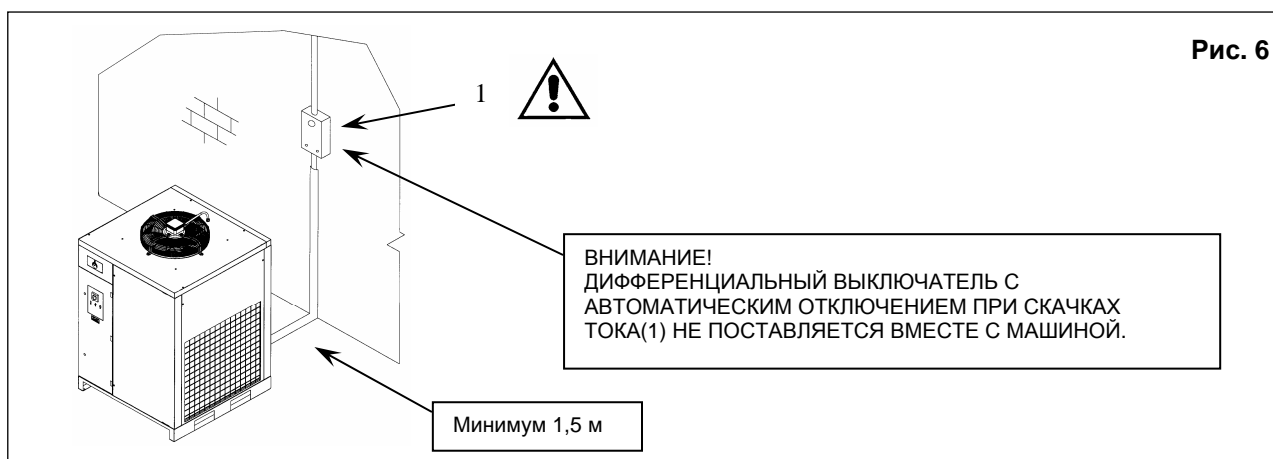 Рис. 6
1
ВНИМАНИЕ!
ДИФФЕРЕНЦИАЛЬНЫЙ ВЫКЛЮЧАТЕЛЬ С
АВТОМАТИЧЕСКИМ ОТКЛЮЧЕНИЕМ ПРИ СКАЧКАХ
ТОКА(1) НЕ ПОСТАВЛЯЕТСЯ ВМЕСТЕ С МАШИНОЙ.
Минимум 1,5 м